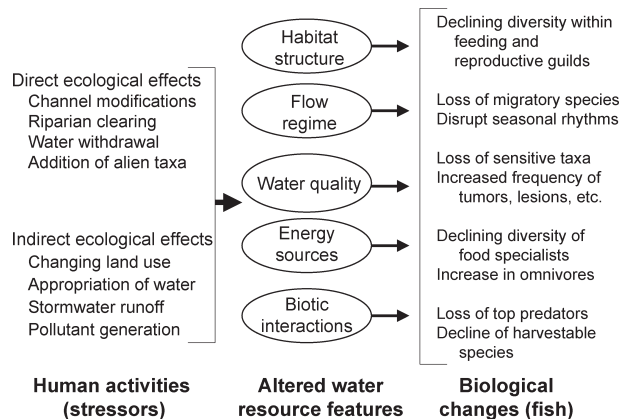 Direct ecological effects
Channel modifications
Riparian clearing
Water withdrawal
Addition of alien taxa
Indirect ecological effects
Changing land use
Appropriation of water
Stormwater runoff
Pollutant generation
Human activities
(stressors)
Habitat
structure
Flow
regime
Water quality
Energy
sources
Biotic
interactions
Altered water
resource features
Declining diversity within
feeding and
reproductive guilds
Loss of migratory species
Disrupt seasonal rhythms
Loss of sensitive taxa
Increased frequency of
tumors, lesions, etc.
Declining diversity of
food specialists
Increase in omnivores
Loss of top predators
Decline of harvestable
species
Biological
changes (fish)